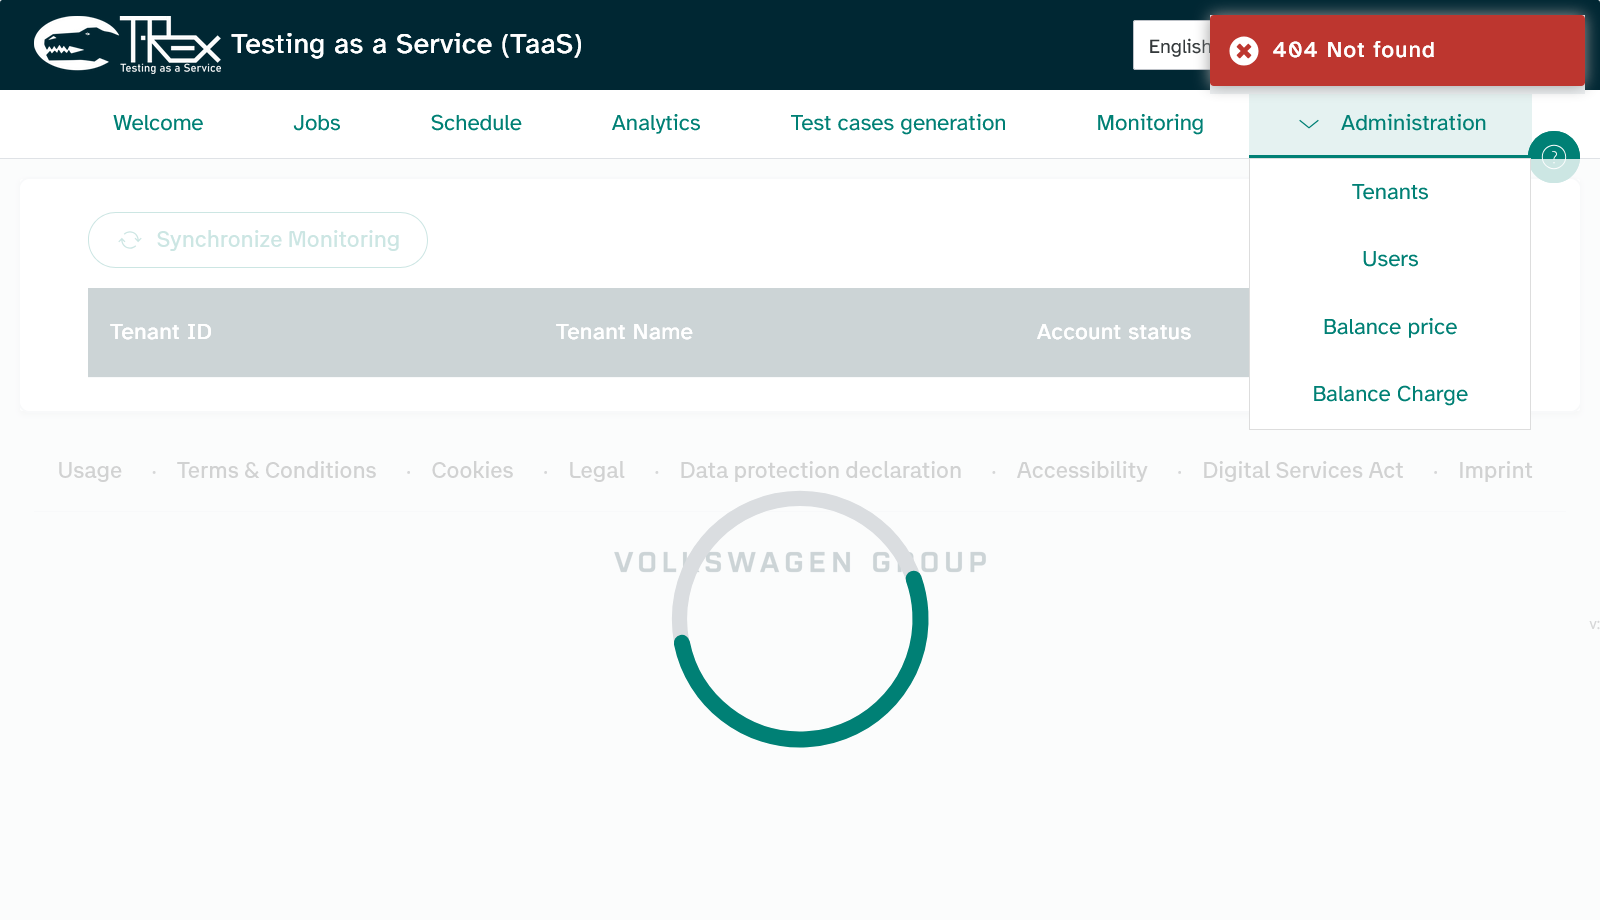 TREX
Testing as a Service
Testing as a Service (TaaS)
English
404 Not found
Welcome
Jobs
Schedule
Analytics
Test cases generation
Monitoring
Administration
?
Tenants
Users
Balance price
Balance Charge
Synchronize Monitoring
Tenant ID
Tenant Name
Account status
Usage · Terms & Conditions · Cookies · Legal · Data protection declaration · Accessibility · Digital Services Act · Imprint
VOLKSWAGEN GROUP
v: